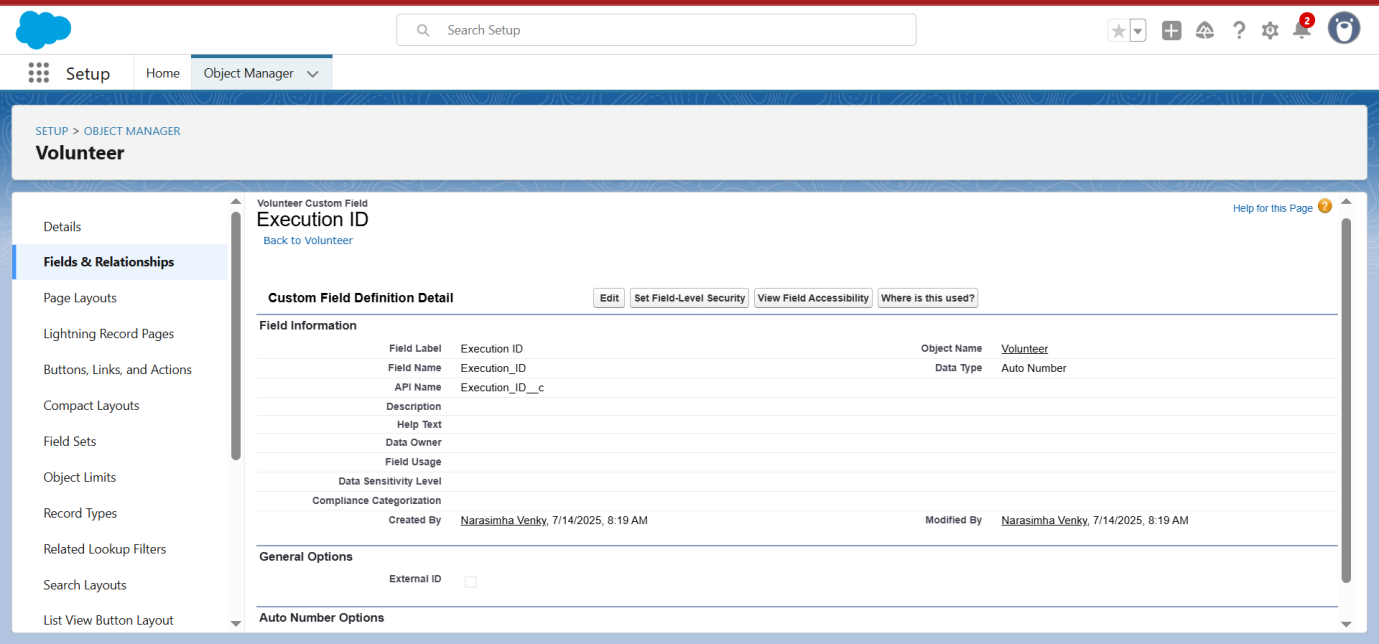 Search Setup
2
Setup
Home
Object Manager
SETUP > OBJECT MANAGER
Volunteer
Details
Fields & Relationships
Page Layouts
Lightning Record Pages
Buttons, Links, and Actions
Compact Layouts
Field Sets
Object Limits
Record Types
Related Lookup Filters
Search Layouts
List View Button Layout
Volunteer Custom Field
Execution ID
Back to Volunteer
Help for this Page ?
Custom Field Definition Detail
Edit
Set Field-Level Security
View Field Accessibility
Where is this used?
Field Information
Field Label Execution ID Object Name Volunteer
Field Name Execution_ID Data Type Auto Number
API Name Execution_ID__c
Description
Help Text
Data Owner
Field Usage
Data Sensitivity Level
Compliance Categorization
Created By Narasimha Venky, 7/14/2025, 8:19 AM Modified By Narasimha Venky, 7/14/2025, 8:19 AM
General Options
External ID
Auto Number Options